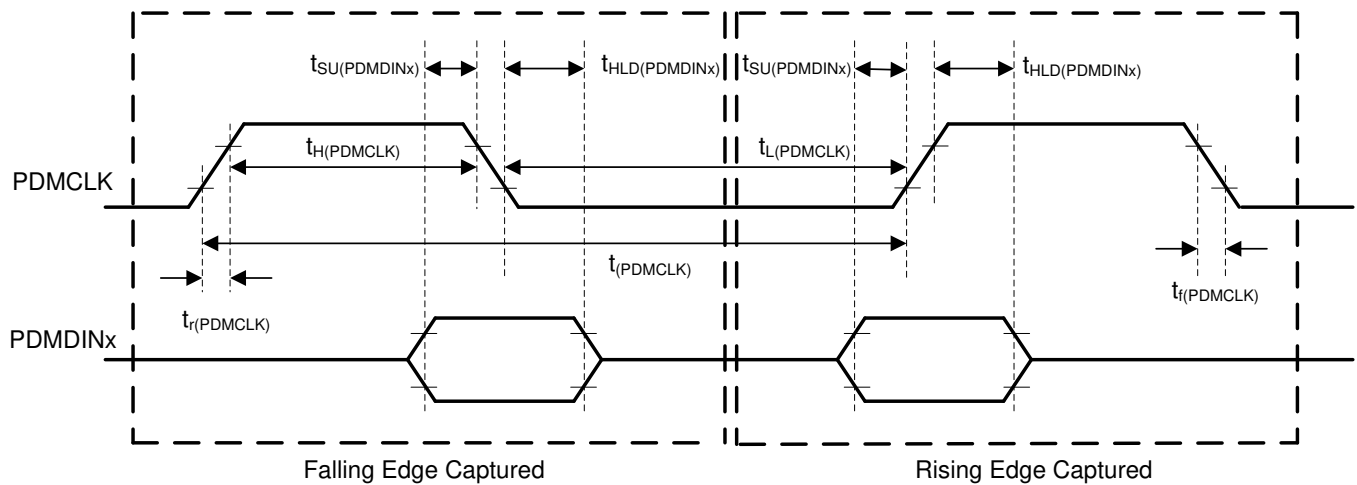 tSU(PDMDINx) tHLD(PDMDINx) tSU(PDMDINx) tHLD(PDMDINx)
tH(PDMCLK) tL(PDMCLK)
PDMCLK
t(PDMCLK)
tr(PDMCLK) tf(PDMCLK)
PDMDINx
Falling Edge Captured Rising Edge Captured